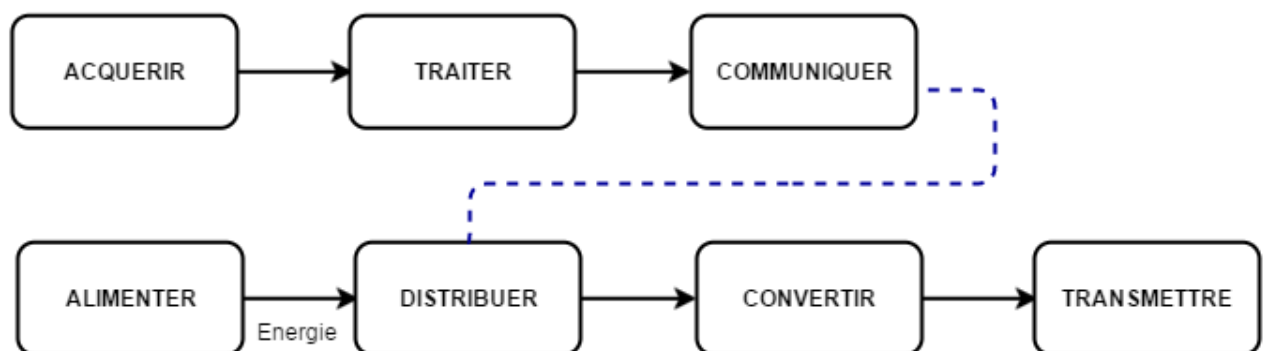 ACQUERIR
TRAITER
COMMUNIQUER
ALIMENTER
Energie
DISTRIBUER
CONVERTIR
TRANSMETTRE